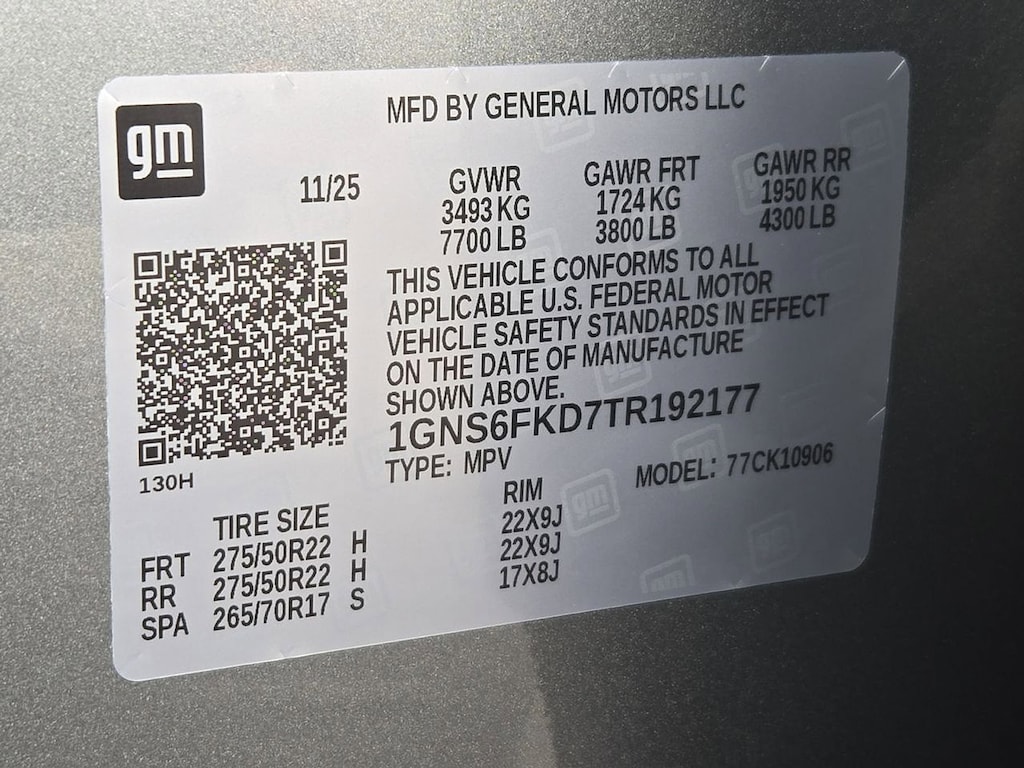 gm
MFD BY GENERAL MOTORS LLC
11/25
GVWR GAWR FRT GAWR RR
3493 KG 1724 KG 1950 KG
7700 LB 3800 LB 4300 LB
THIS VEHICLE CONFORMS TO ALL
APPLICABLE U.S. FEDERAL MOTOR
VEHICLE SAFETY STANDARDS IN EFFECT
ON THE DATE OF MANUFACTURE
SHOWN ABOVE.
1GNS6FKD7TR192177
TYPE: MPV MODEL: 77CK10906
130H
TIRE SIZE RIM
FRT 275/50R22 H 22X9J
RR 275/50R22 H 22X9J
SPA 265/70R17 S 17X8J